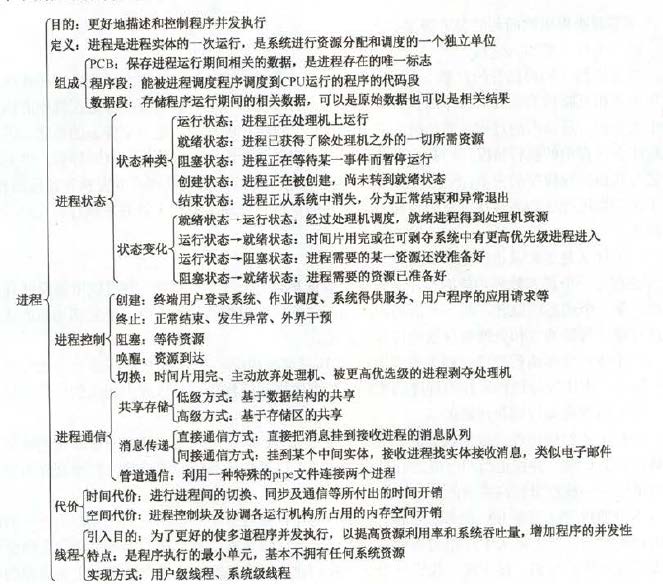 目的：更好地描述和控制程序并发执行
定义：进程是进程实体的一次运行，是系统进行资源分配和调度的一个独立单位
组成
PCB：保存进程运行期间相关的数据，是进程存在的唯一标志
程序段：能被进程调度程序调度到CPU运行的程序的代码段
数据段：存储程序运行期间的相关数据，可以是原始数据也可以是相关结果
进程状态
状态种类
运行状态：进程正在处理机上运行
就绪状态：进程已获得了除处理机之外的一切所需资源
阻塞状态：进程正在等待某一事件而暂停运行
创建状态：进程正在被创建，尚未转到就绪状态
结束状态：进程正从系统中消失，分为正常结束和异常退出
状态变化
就绪状态→运行状态：经过处理机调度，就绪进程得到处理机资源
运行状态→就绪状态：时间片用完或在可剥夺系统中有更高优先级进程进入
运行状态→阻塞状态：进程需要的某一资源还没准备好
阻塞状态→就绪状态：进程需要的资源已准备好
进程
进程控制
创建：终端用户登录系统、作业调度、系统得供服务、用户程序的应用请求等
终止：正常结束、发生异常、外界干预
阻塞：等待资源
唤醒：资源到达
切换：时间片用完、主动放弃处理机、被更高优先级的进程剥夺处理机
进程通信
共享存储
低级方式：基于数据结构的共享
高级方式：基于存储区的共享
消息传递
直接通信方式：直接把消息挂到接收进程的消息队列
间接通信方式：挂到某个中间实体，接收进程找实体接收消息，类似电子邮件
管道通信：利用一种特殊的pipe文件连接两个进程
代价
时间代价：进行进程间的切换、同步及通信等所付出的时间开销
空间代价：进程控制块及协调各运行机构所占用的内存空间开销
线程
引入目的：为了更好的使多道程序并发执行，以提高资源利用率和系统吞吐量，增加程序的并发性
特点：是程序执行的最小单元，基本不拥有任何系统资源
实现方式：用户级线程、系统级线程